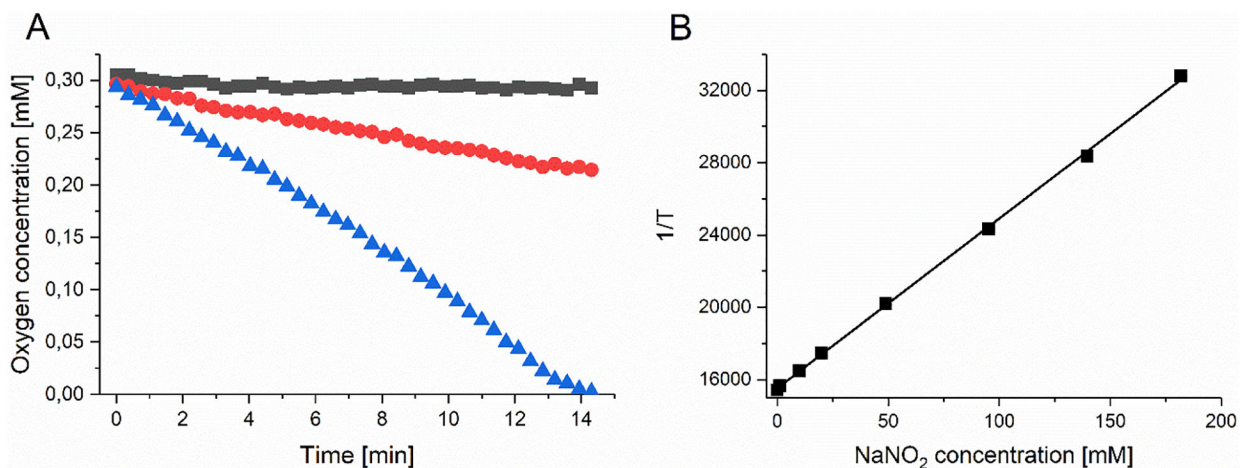 A
Oxygen concentration [mM]
0,30
0,25
0,20
0,15
0,10
0,05
0,00
0 2 4 6 8 10 12 14
Time [min]
B
1/T
32000
28000
24000
20000
16000
0 50 100 150 200
NaNO₂ concentration [mM]